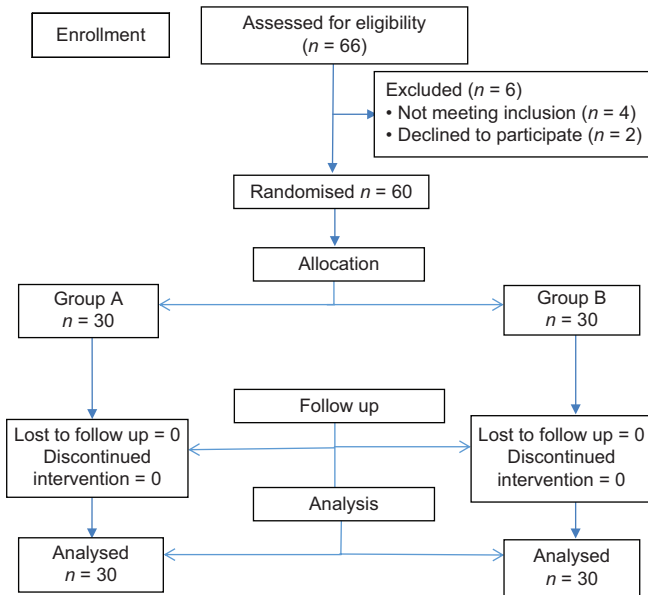 Enrollment
Assessed for eligibility
(n = 66)
Excluded (n = 6)
• Not meeting inclusion (n = 4)
• Declined to participate (n = 2)
Randomised n = 60
Allocation
Group A
n = 30
Group B
n = 30
Follow up
Lost to follow up = 0
Discontinued
intervention = 0
Lost to follow up = 0
Discontinued
intervention = 0
Analysis
Analysed
n = 30
Analysed
n = 30